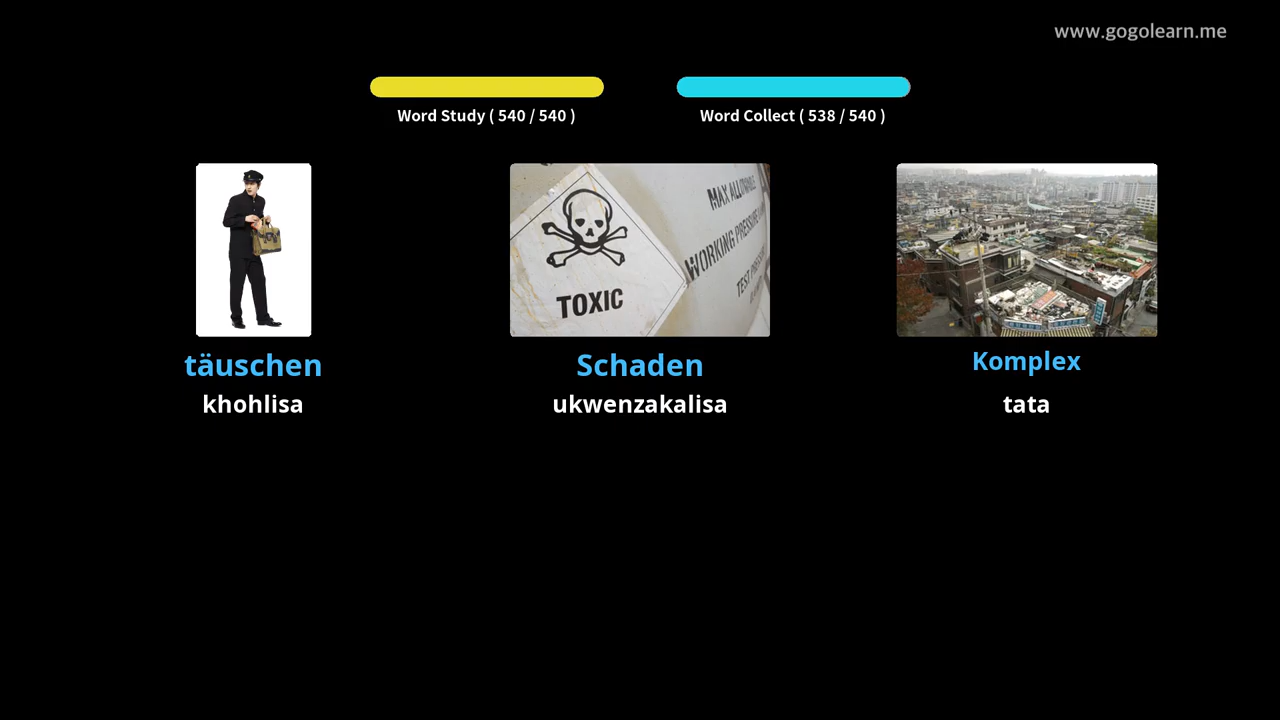 www.gogolearn.me
Word Study ( 540 / 540 )
Word Collect ( 538 / 540 )
TOXIC
MAX ALLOWABLE
WORKING PRESSURE
TEST
täuschen
Schaden
Komplex
khohlisa
ukwenzakalisa
tata